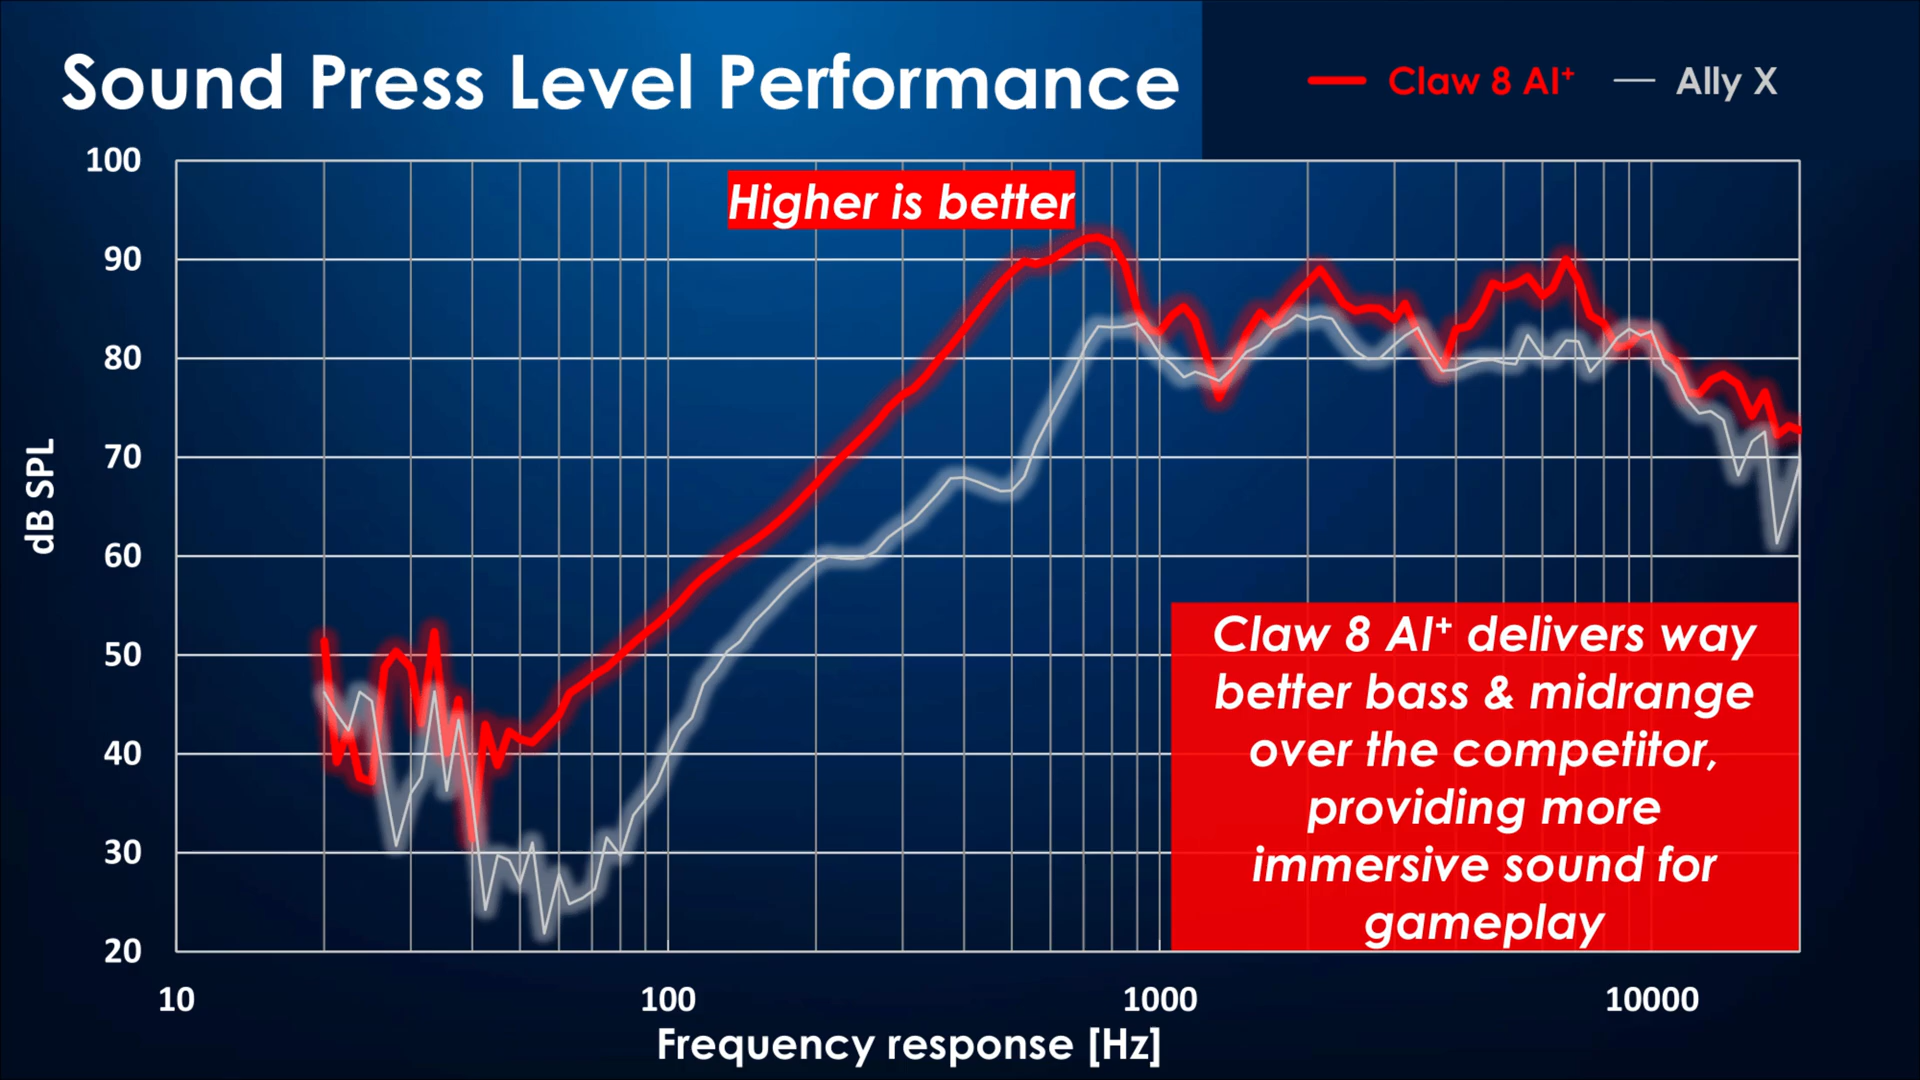 Sound Press Level Performance
Claw 8 AI⁺
Ally X
100
90
80
70
60
50
40
30
20
dB SPL
Higher is better
Claw 8 AI⁺ delivers way
better bass & midrange
over the competitor,
providing more
immersive sound for
gameplay
10
100
1000
10000
Frequency response [Hz]